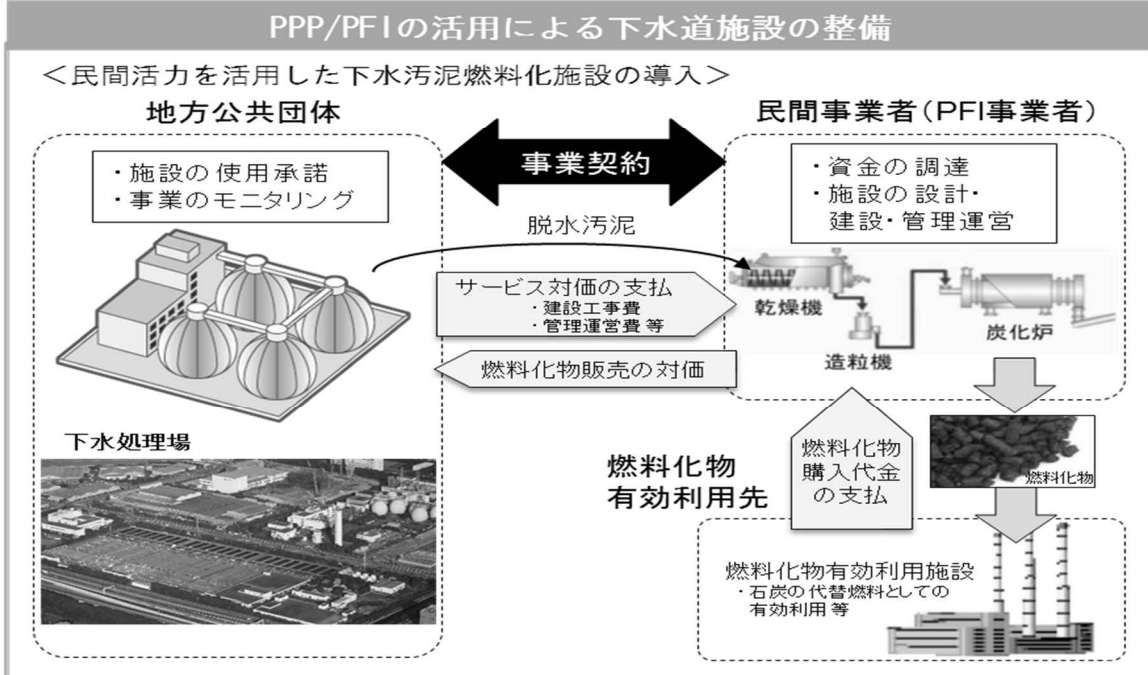 PPP/PFIの活用による下水道施設の整備
＜民間活力を活用した下水汚泥燃料化施設の導入＞
地方公共団体
・施設の使用承諾
・事業のモニタリング
事業契約
民間事業者(PFI事業者)
・資金の調達
・施設の設計・
建設・管理運営
脱水汚泥
サービス対価の支払
・建設工事費
・管理運営費等
燃料化物販売の対価
乾燥機
造粒機
炭化炉
下水処理場
燃料化物
有効利用先
燃料化物
購入代金
の支払
燃料化物
燃料化物有効利用施設
・石炭の代替燃料としての
有効利用等